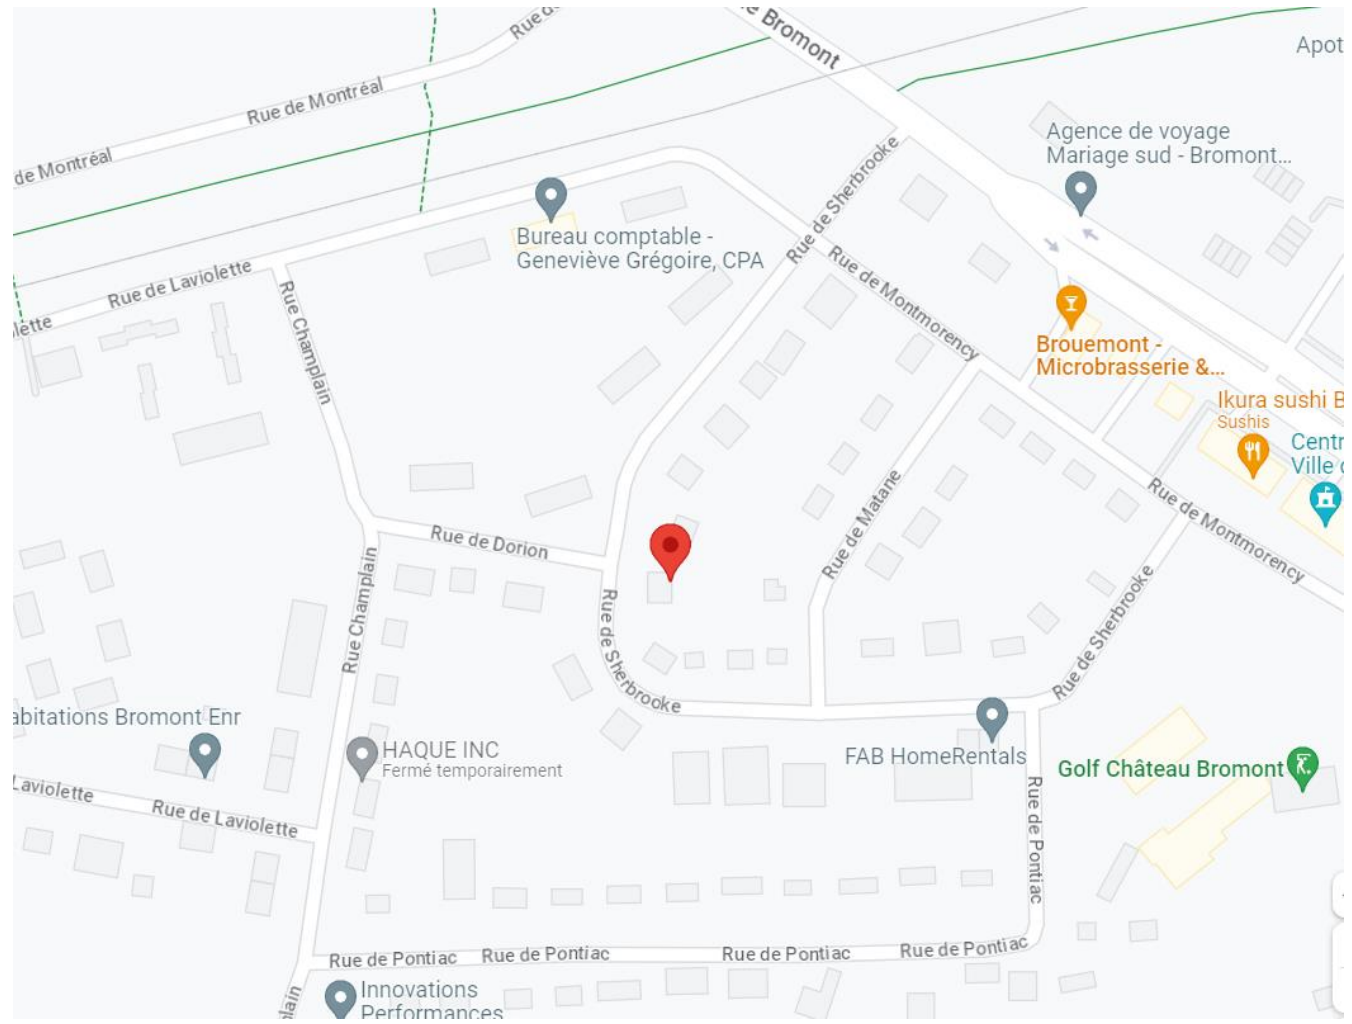 Rue de
e Bromont
Apot
Rue de Montréal
de Montréal
Agence de voyage
Mariage sud - Bromont...
Rue de Sherbrooke
Bureau comptable -
Geneviève Grégoire, CPA
Rue de Montmorency
Rue de Laviolette
lette
Rue Champlain
Brouemont -
Microbrasserie &...
Ikura sushi B
Sushis
Centr
Ville
Rue de Matane
Rue de Montmorency
Rue de Dorion
Rue Champlain
Rue de Sherbrooke
Rue de Sherbrooke
abitations Bromont Enr
HAQUE INC
Fermé temporairement
FAB HomeRentals
Golf Château Bromont
Laviolette
Rue de Laviolette
Rue de Pontiac
Rue de Pontiac
Rue de Pontiac
Rue de Pontiac
Rue de Pontiac
Innovations
Performances
plain